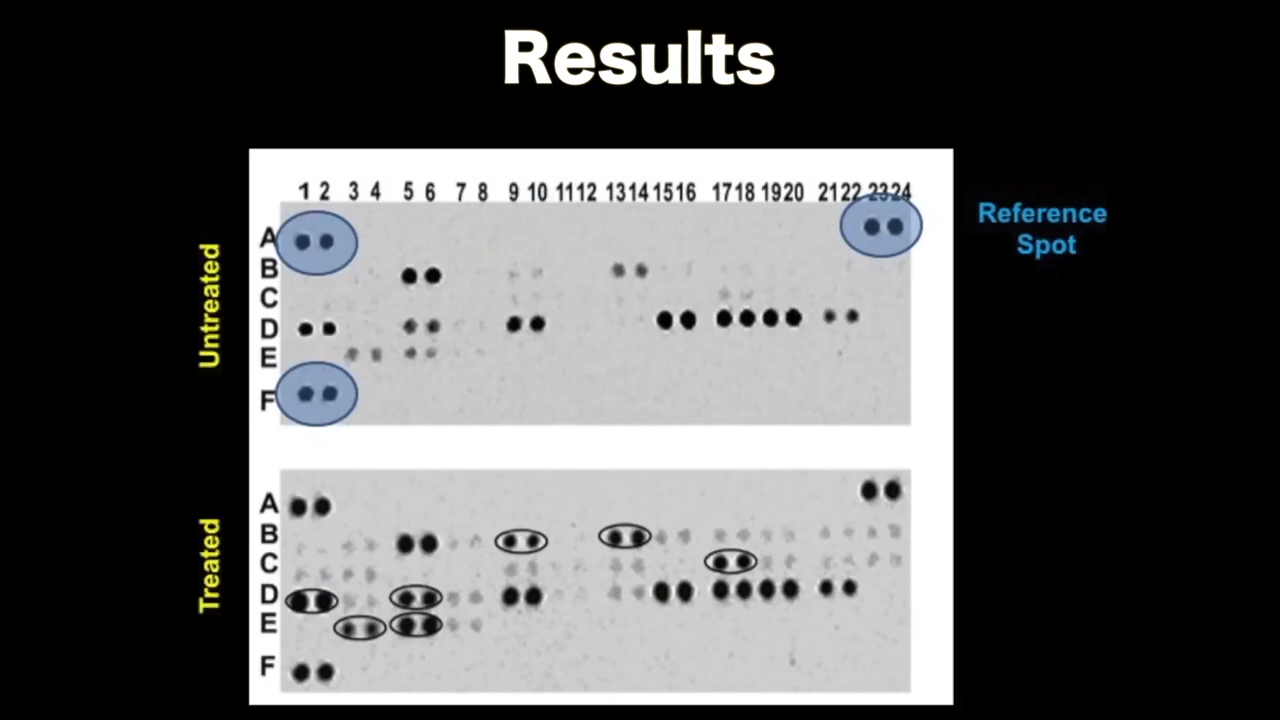 Results
1 2 3 4 5 6 7 8 9 10 11 12 13 14 15 16 17 18 19 20 21 22 23 24
Reference
Spot
Untreated
A
B
C
D
E
F
Treated
A
B
C
D
E
F